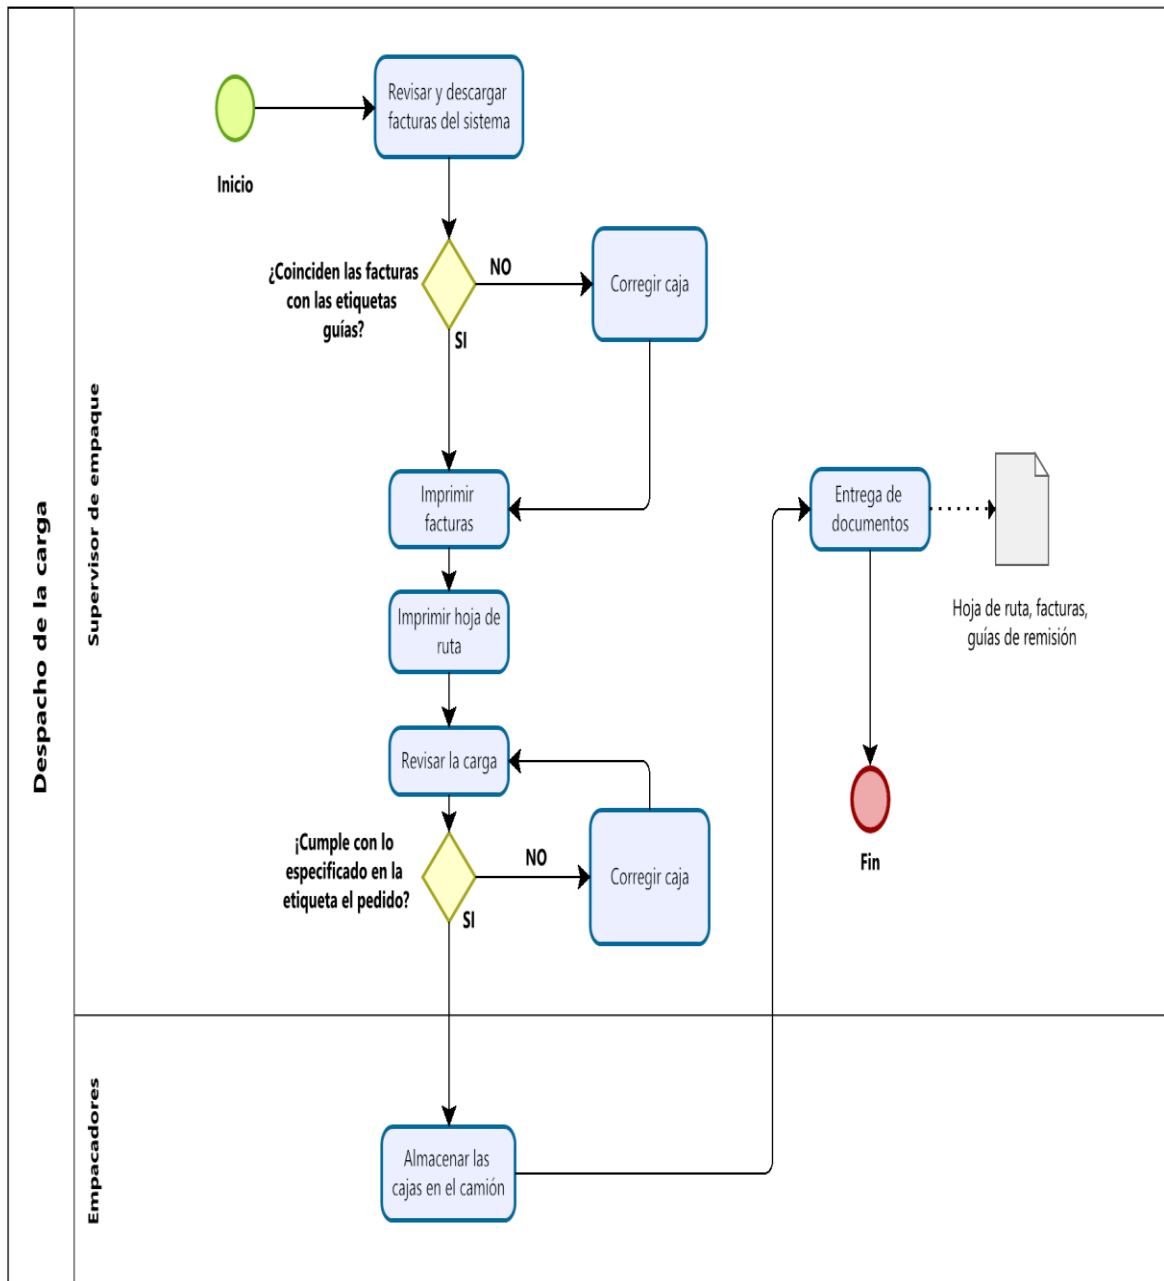 Despacho de la carga
Supervisor de empaque
Inicio
Revisar y descargar
facturas del sistema
¿Coinciden las facturas
con las etiquetas
guías?
NO
SI
Corregir caja
Imprimir
facturas
Imprimir hoja de
ruta
Revisar la carga
¡Cumple con lo
especificado en la
etiqueta el pedido?
NO
SI
Corregir caja
Entrega de
documentos
Hoja de ruta, facturas,
guías de remisión
Fin
Empacadores
Almacenar las
cajas en el camión